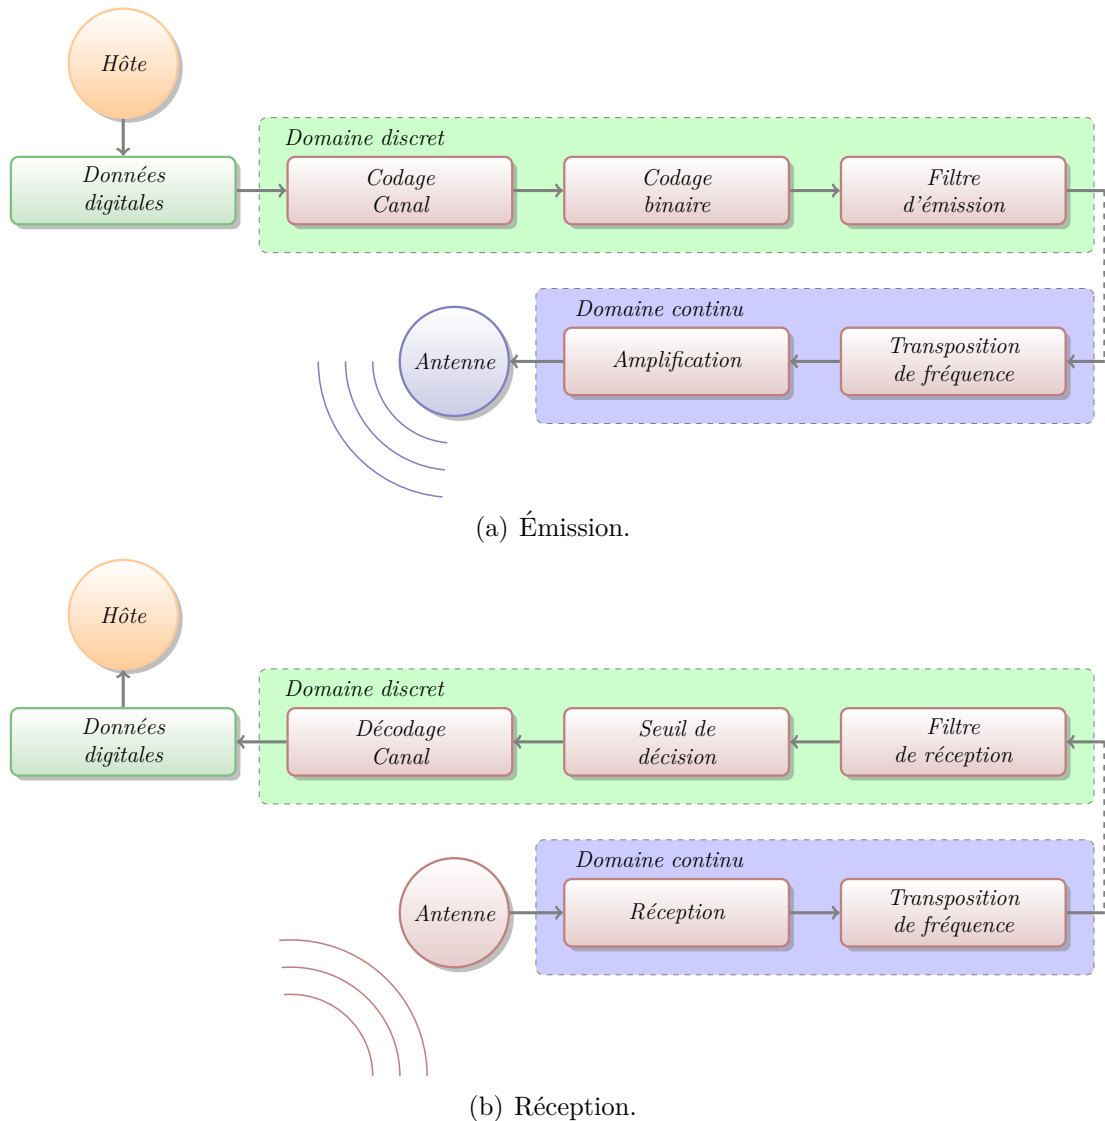 Hôte
Domaine discret
Données
digitales
Codage
Canal
Codage
binaire
Filtre
d'émission
Domaine continu
Antenne
Amplification
Transposition
de fréquence
(a) Émission.
Hôte
Domaine discret
Données
digitales
Décodage
Canal
Seuil de
décision
Filtre
de réception
Domaine continu
Antenne
Réception
Transposition
de fréquence
(b) Réception.